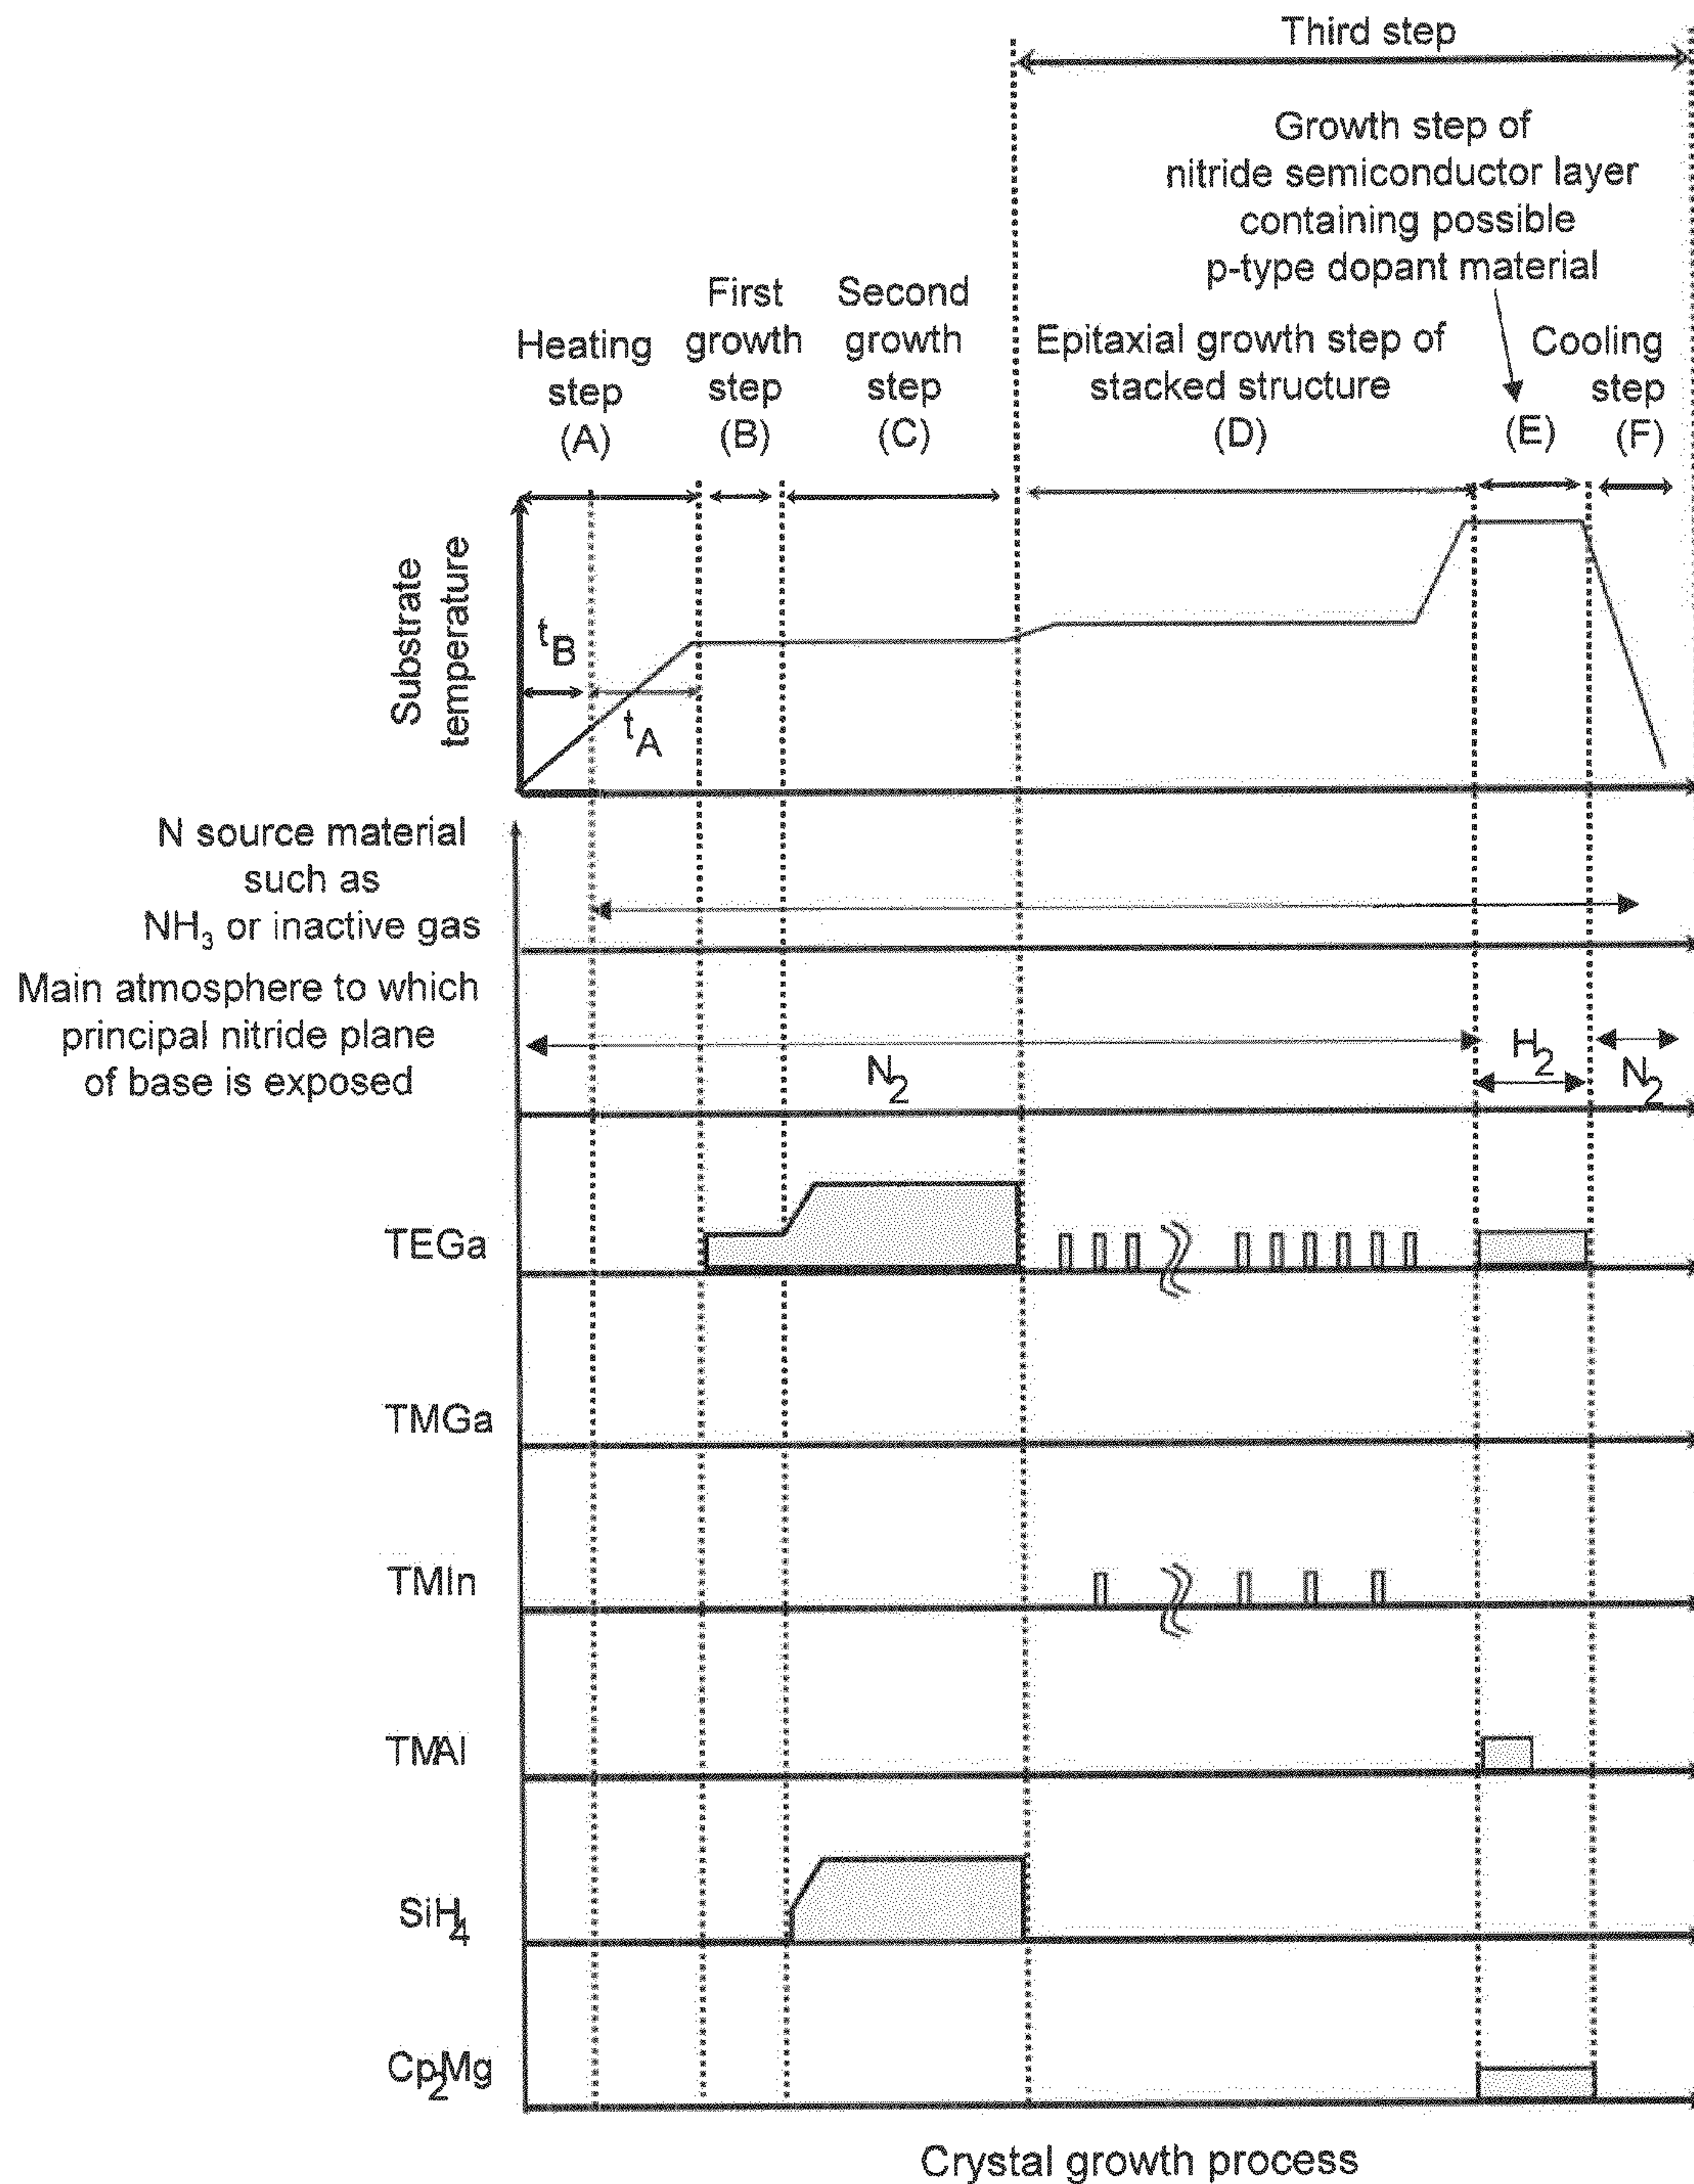 Third step
Growth step of
nitride semiconductor layer
containing possible
p-type dopant material
Heating
step
(A)
First
growth
step
(B)
Second
growth
step
(C)
Epitaxial growth step of
stacked structure
(D)
(E)
Cooling
step
(F)
Substrate
temperature
tB
tA
N source material
such as
NH₃ or inactive gas
Main atmosphere to which
principal nitride plane
of base is exposed
N₂
H₂
N₂
TEGa
TMGa
TMIn
TMAl
SiH₄
Cp₂Mg
Crystal growth process